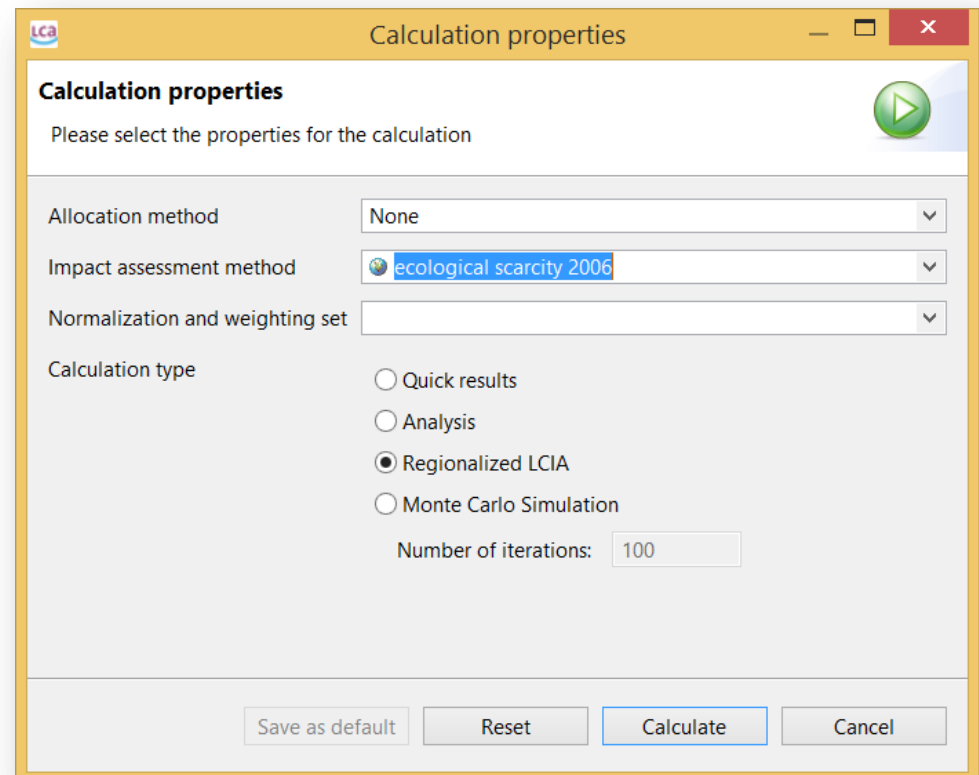 LCA
Calculation properties
Calculation properties
Please select the properties for the calculation
Allocation method None
Impact assessment method ecological scarcity 2006
Normalization and weighting set
Calculation type
Quick results
Analysis
Regionalized LCIA
Monte Carlo Simulation
Number of iterations: 100
Save as default Reset Calculate Cancel